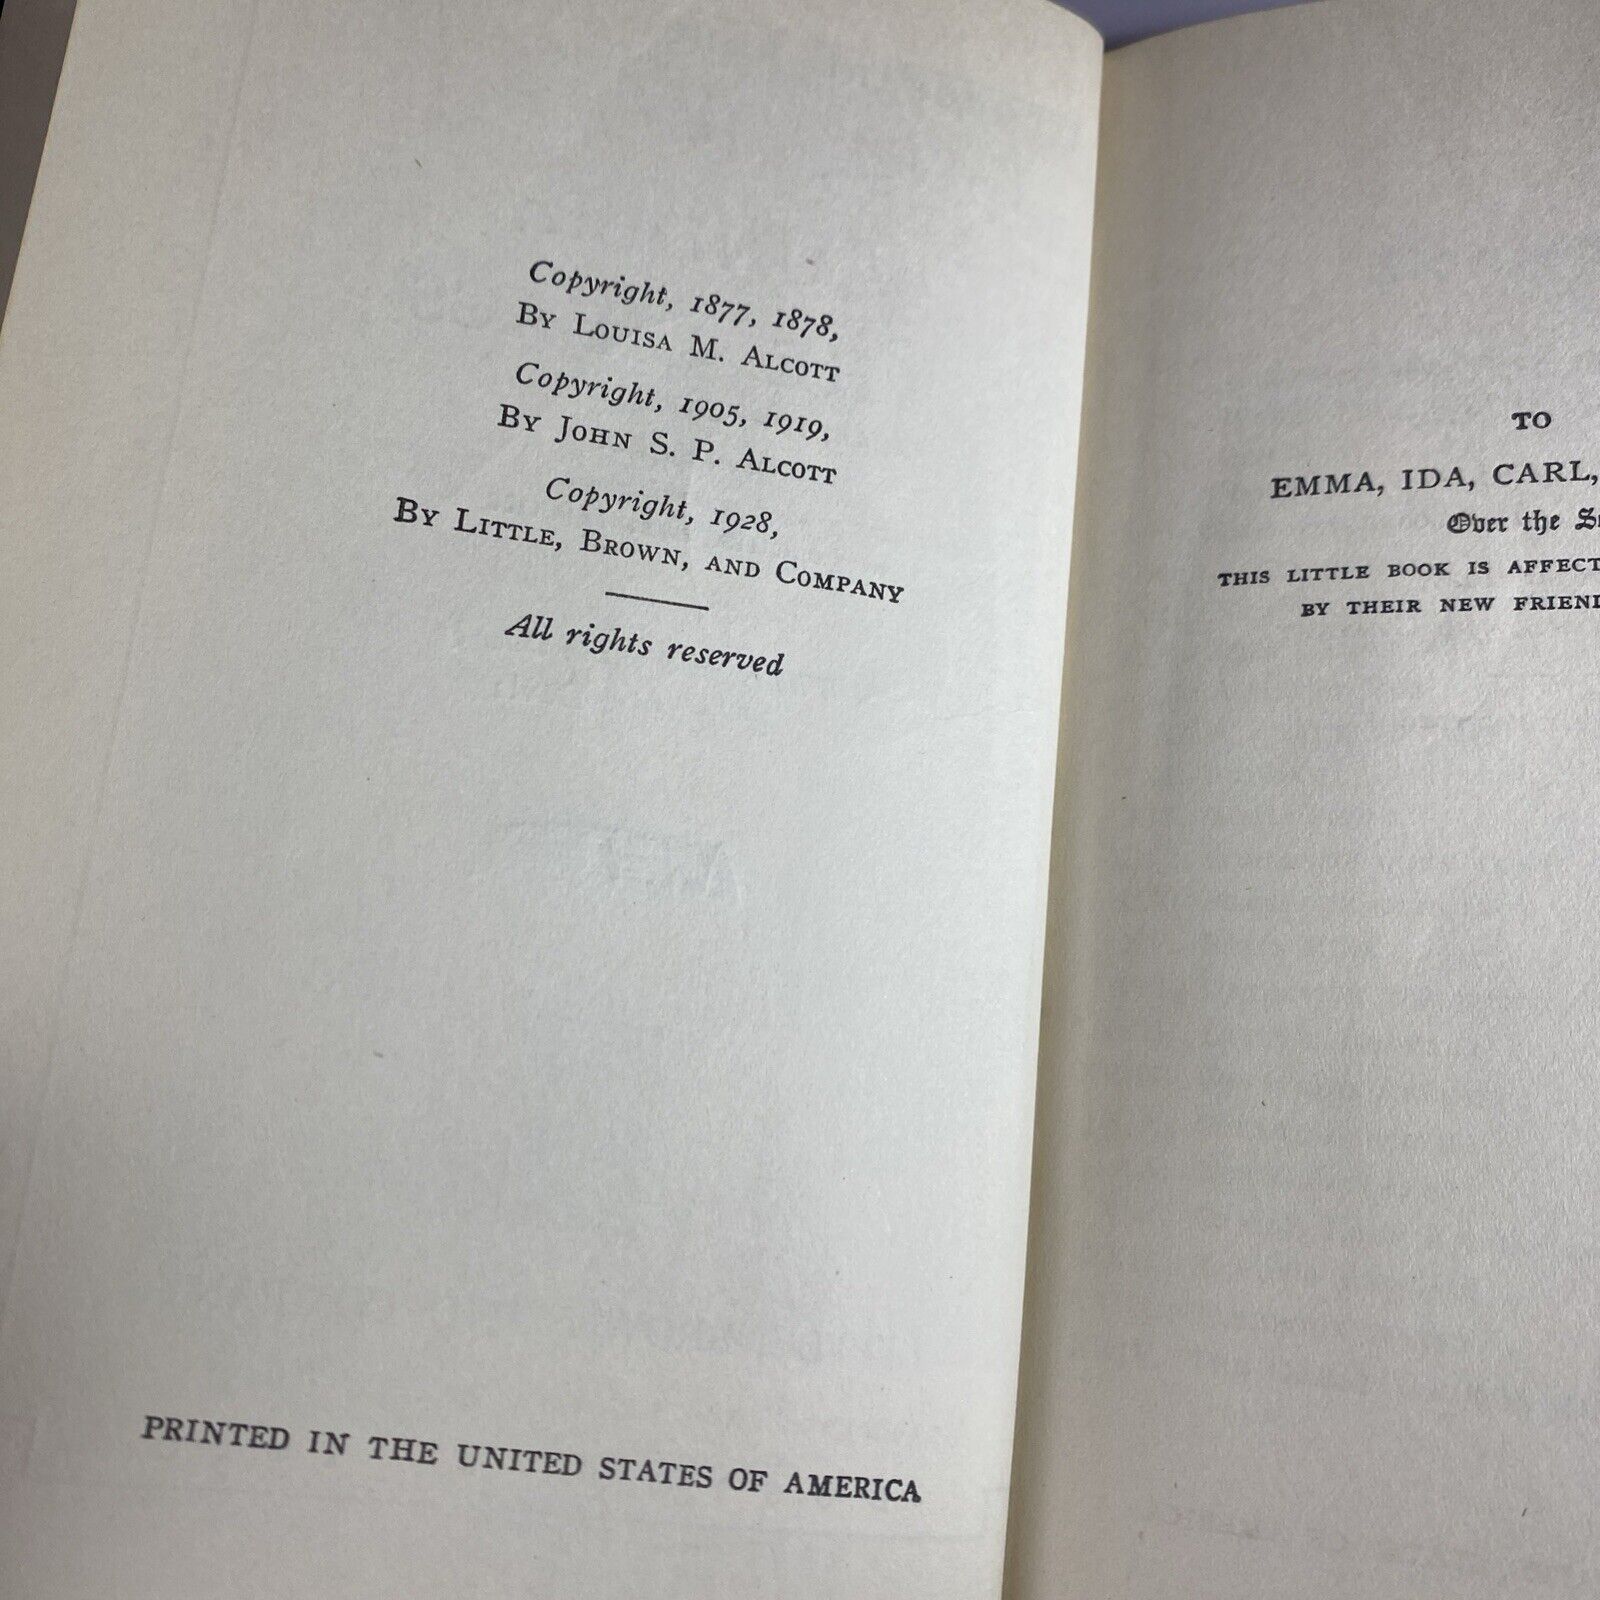 Copyright, 1877, 1878,
By Louisa M. Alcott
Copyright, 1905, 1919,
By John S. P. Alcott
Copyright, 1928,
By Little, Brown, and Company
All rights reserved
PRINTED IN THE UNITED STATES OF AMERICA
TO
EMMA, IDA, CARL,
Over the
THIS LITTLE BOOK IS
BY THEIR NEW